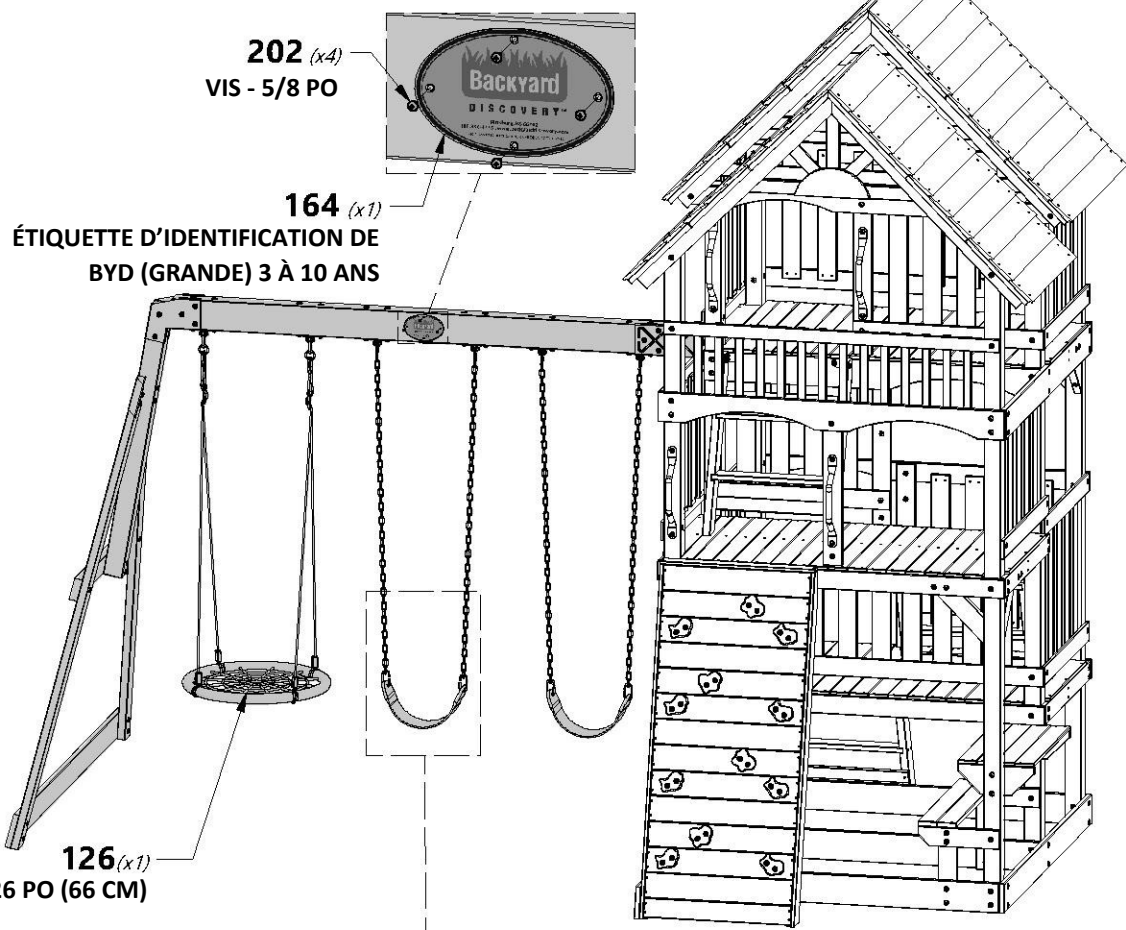 202 (x4)
VIS - 5/8 PO
Backyard
DISCOVERY™
164 (x1)
ÉTIQUETTE D’IDENTIFICATION DE
BYD (GRANDE) 3 À 10 ANS
126 (x1)
26 PO (66 CM)